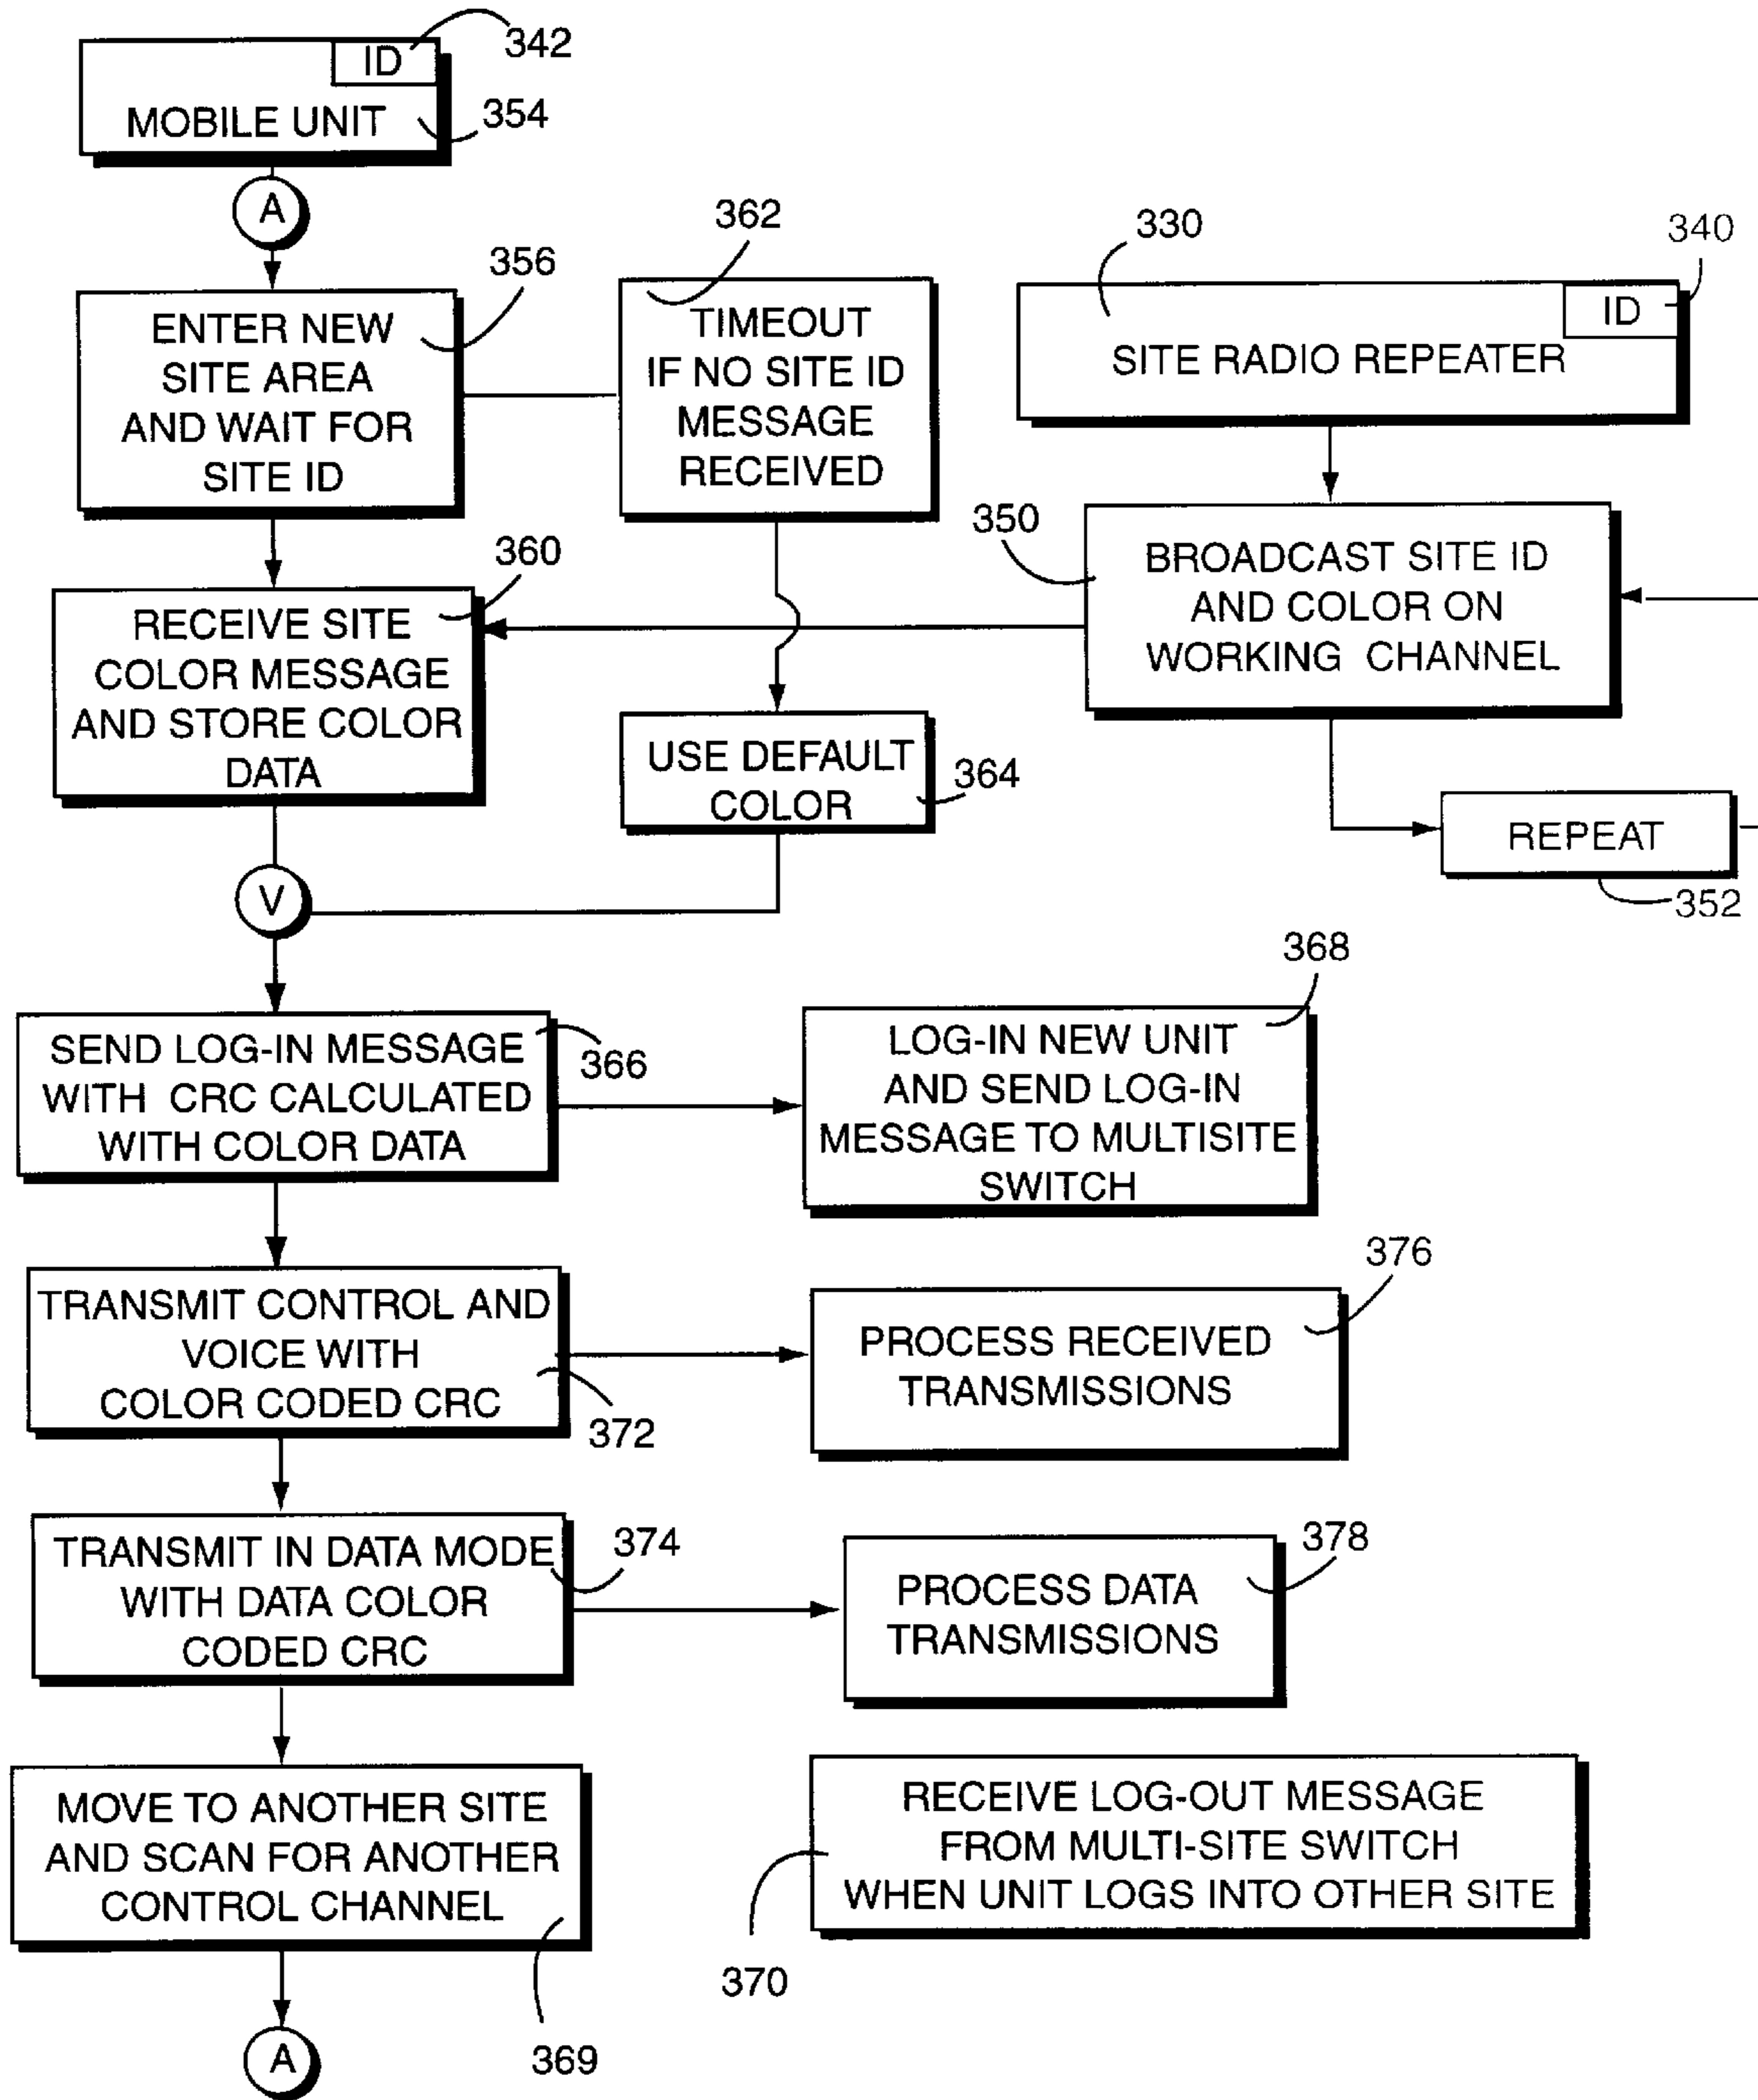 ID
342
MOBILE UNIT
354
A
356
ENTER NEW
SITE AREA
AND WAIT FOR
SITE ID
362
TIMEOUT
IF NO SITE ID
MESSAGE
RECEIVED
330
340
ID
SITE RADIO REPEATER
350
BROADCAST SITE ID
AND COLOR ON
WORKING CHANNEL
360
RECEIVE SITE
COLOR MESSAGE
AND STORE COLOR
DATA
USE DEFAULT
COLOR
364
REPEAT
352
V
366
SEND LOG-IN MESSAGE
WITH CRC CALCULATED
WITH COLOR DATA
368
LOG-IN NEW UNIT
AND SEND LOG-IN
MESSAGE TO MULTISITE
SWITCH
TRANSMIT CONTROL AND
VOICE WITH
COLOR CODED CRC
372
376
PROCESS RECEIVED
TRANSMISSIONS
TRANSMIT IN DATA MODE
WITH DATA COLOR
CODED CRC
374
378
PROCESS DATA
TRANSMISSIONS
MOVE TO ANOTHER SITE
AND SCAN FOR ANOTHER
CONTROL CHANNEL
369
RECEIVE LOG-OUT MESSAGE
FROM MULTI-SITE SWITCH
WHEN UNIT LOGS INTO OTHER SITE
370
A